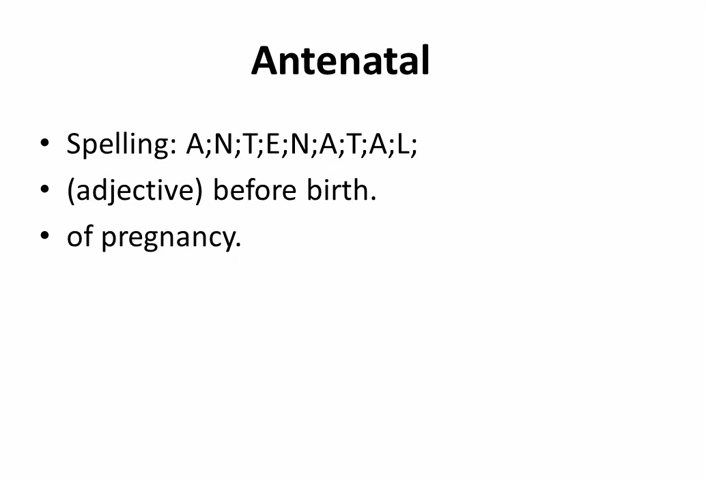 Antenatal
• Spelling: A;N;T;E;N;A;T;A;L;
• (adjective) before birth.
• of pregnancy.